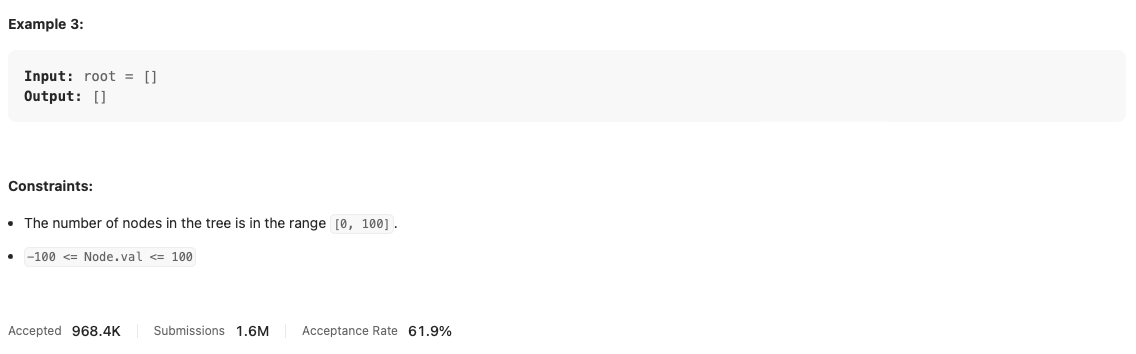 Example 3:
Input: root = []
Output: []
Constraints:
• The number of nodes in the tree is in the range [0, 100].
• -100 <= Node.val <= 100
Accepted 968.4K Submissions 1.6M Acceptance Rate 61.9%